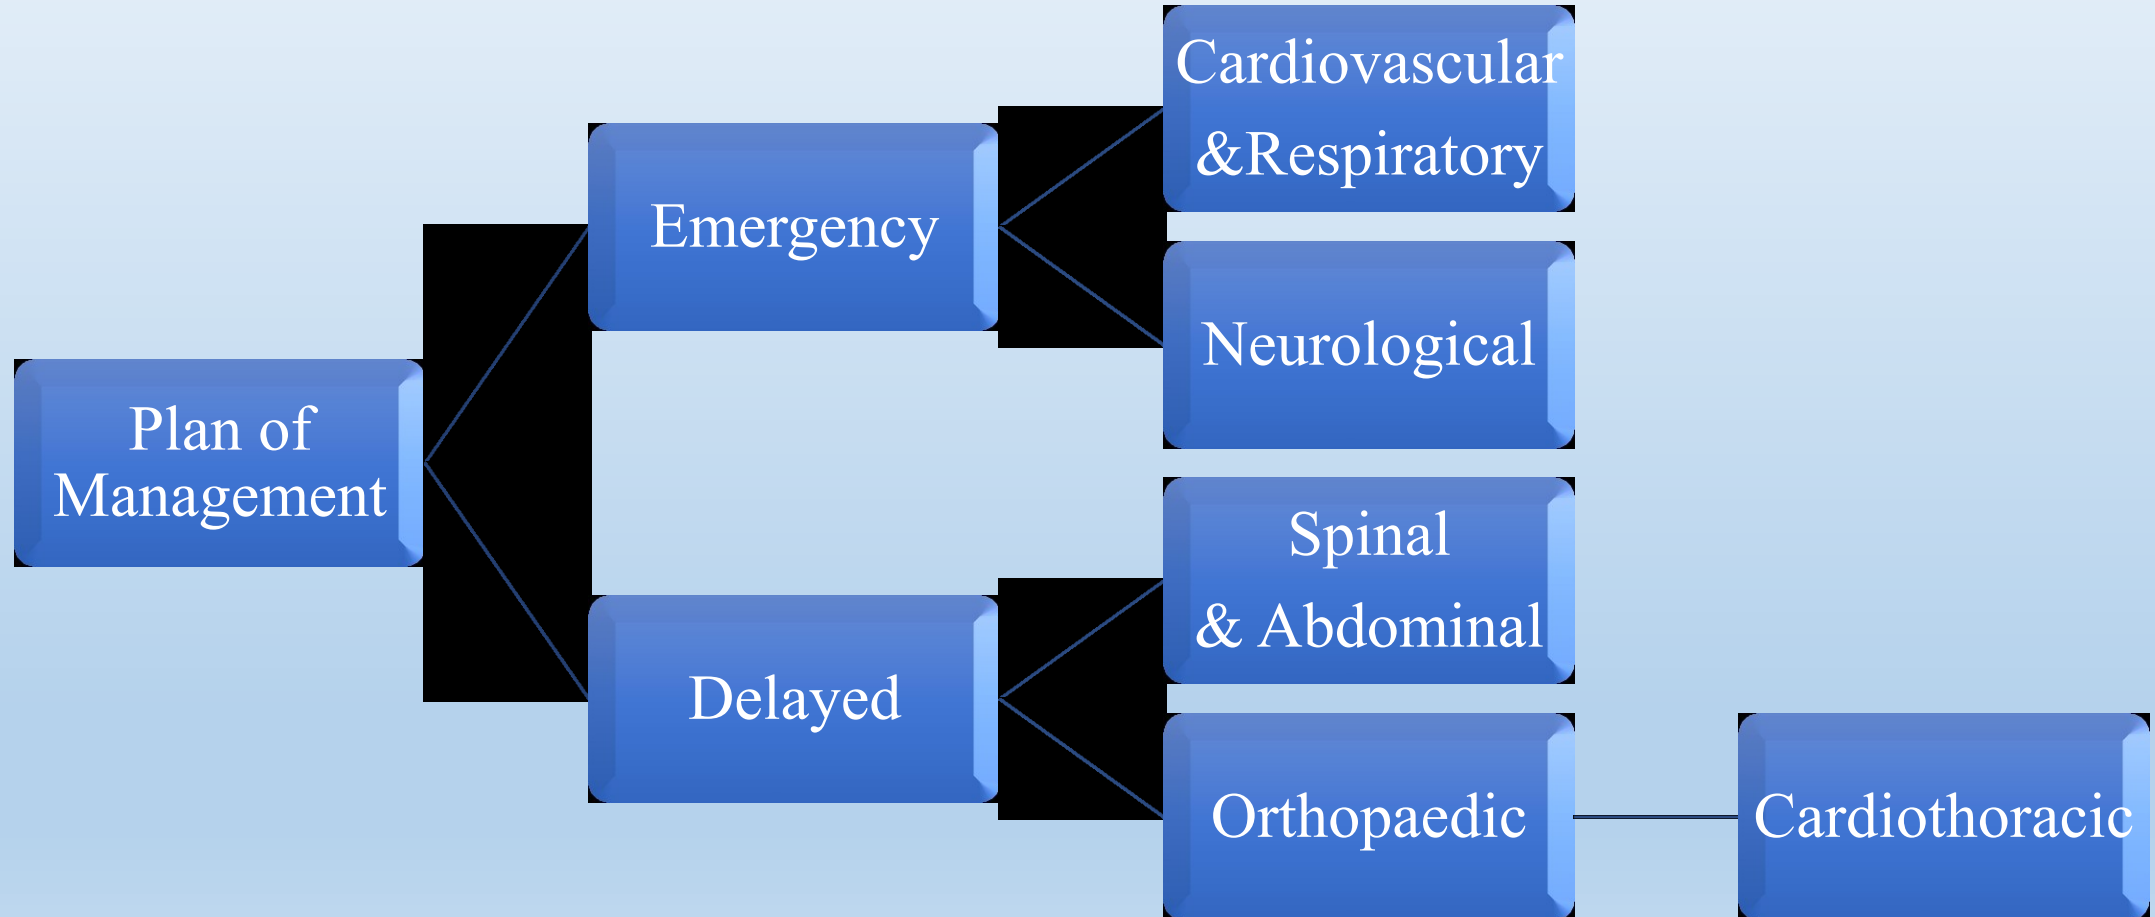 Plan of
Management
Emergency
Cardiovascular
&Respiratory
Neurological
Delayed
Spinal
& Abdominal
Orthopaedic
Cardiothoracic